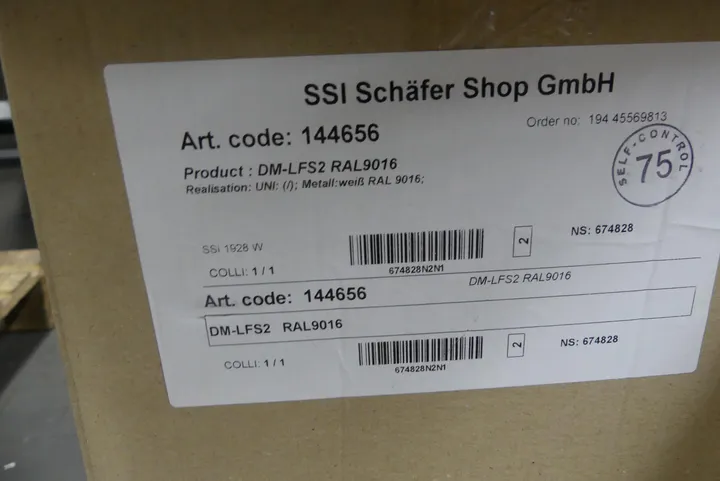 SSI Schäfer Shop GmbH
Art. code: 144656
Order no: 194 45569813
Product : DM-LFS2 RAL9016
Realisation: UNI: (/); Metall:weiß RAL 9016;
SELF-CONTROL
75
SSI 1928 W
COLLI: 1 / 1
674828N2N1
2
NS: 674828
Art. code: 144656
DM-LFS2 RAL9016
DM-LFS2 RAL9016
COLLI: 1 / 1
674828N2N1
2
NS: 674828